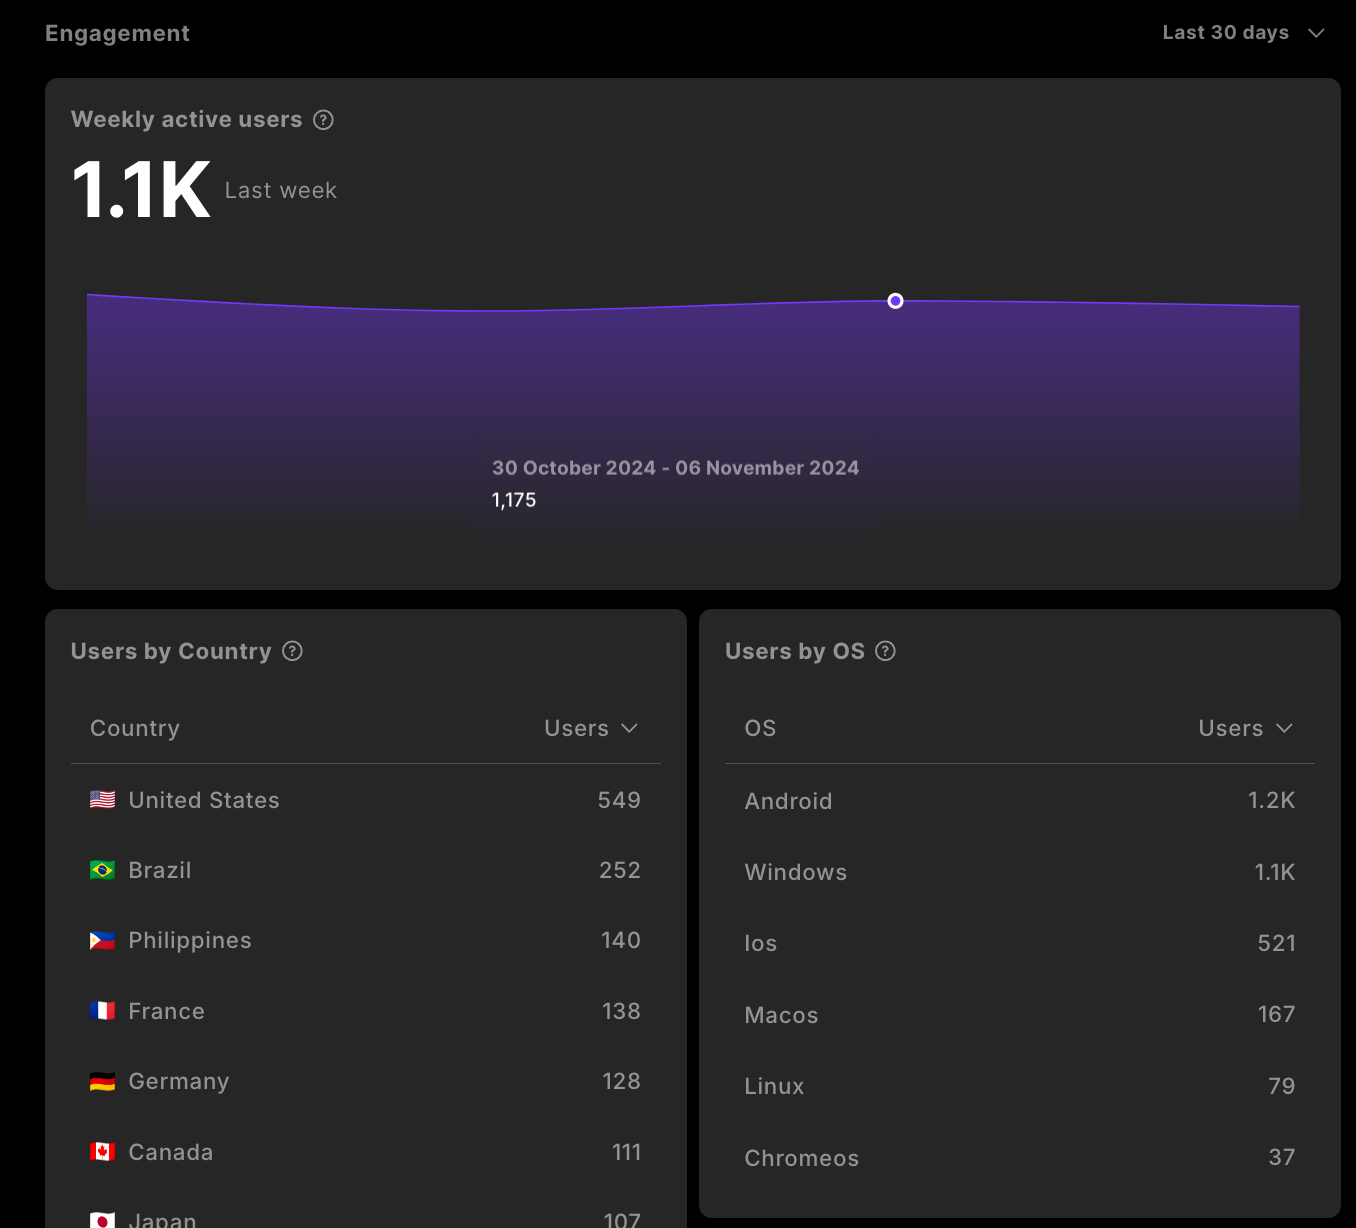 Engagement
Last 30 days
Weekly active users
1.1K Last week
30 October 2024 - 06 November 2024
1,175
Users by Country
Country Users
United States 549
Brazil 252
Philippines 140
France 138
Germany 128
Canada 111
Japan 107
Users by OS
OS Users
Android 1.2K
Windows 1.1K
Ios 521
Macos 167
Linux 79
Chromeos 37